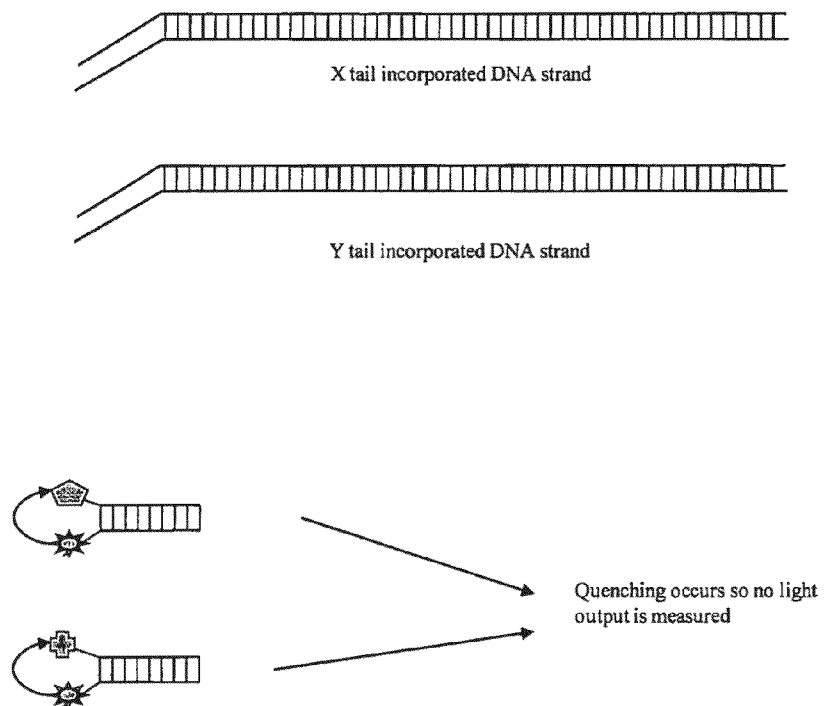 X tail incorporated DNA strand
Y tail incorporated DNA strand
Quenching occurs so no light
output is measured